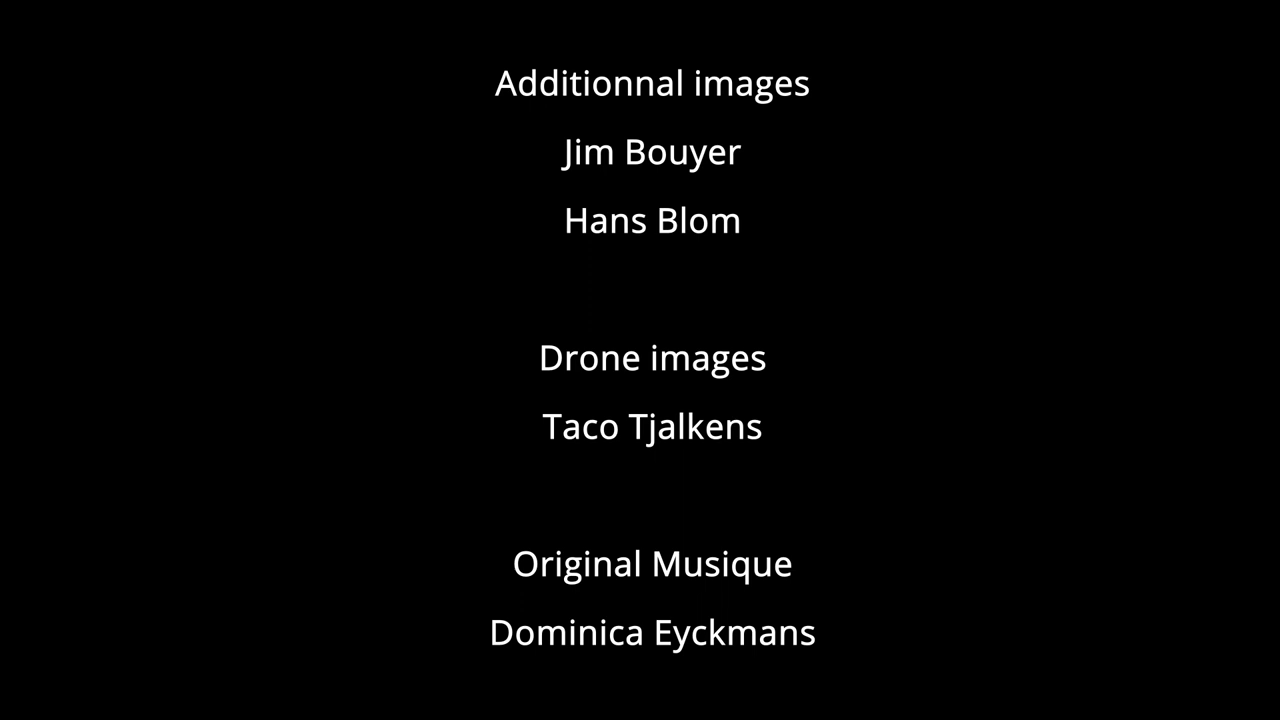 Additionnal images
Jim Bouyer
Hans Blom
Drone images
Taco Tjalkens
Original Musique
Dominica Eyckmans